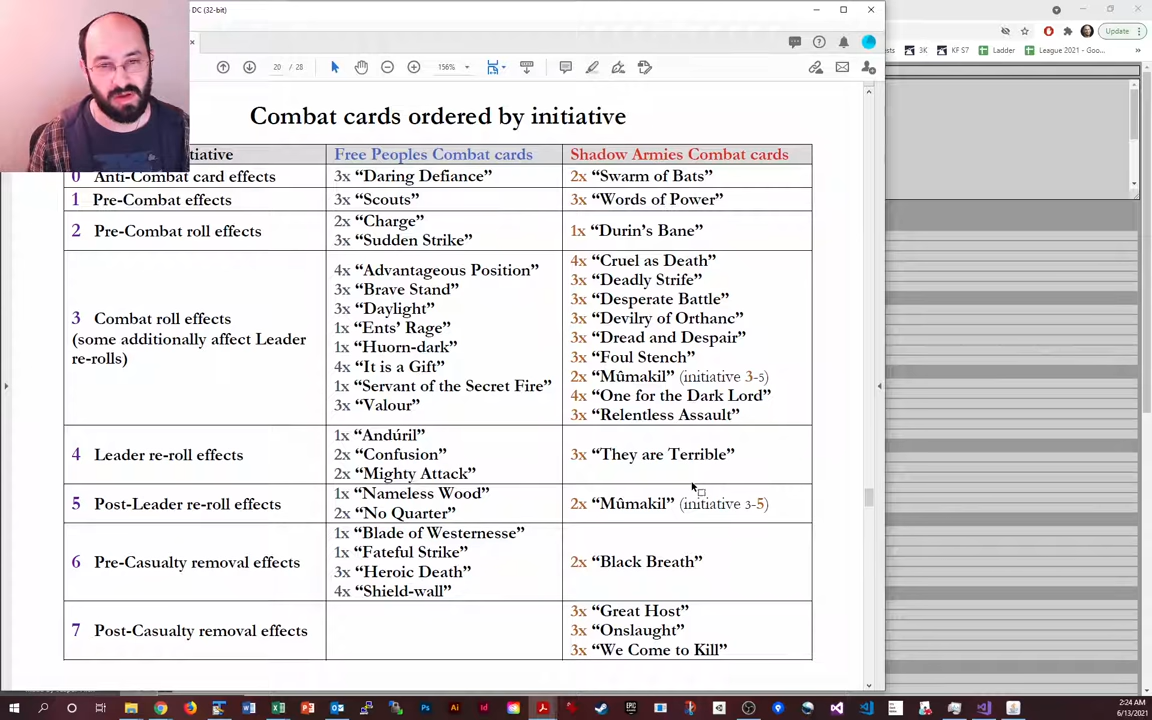 DC (32-bit)
Update
20 / 28
156%
3K
KF S7
Ladder
League 2021 - Goo...
Combat cards ordered by initiative
itiative
Free Peoples Combat cards
Shadow Armies Combat cards
0 Anti-Combat card effects
3x “Daring Defiance”
2x “Swarm of Bats”
1 Pre-Combat effects
3x “Scouts”
3x “Words of Power”
2 Pre-Combat roll effects
2x “Charge”
3x “Sudden Strike”
1x “Durin’s Bane”
3 Combat roll effects
(some additionally affect Leader
re-rolls)
4x “Advantageous Position”
3x “Brave Stand”
3x “Daylight”
1x “Ents’ Rage”
1x “Huorn-dark”
4x “It is a Gift”
1x “Servant of the Secret Fire”
3x “Valour”
4x “Cruel as Death”
3x “Deadly Strife”
3x “Desperate Battle”
3x “Devilry of Orthanc”
3x “Dread and Despair”
3x “Foul Stench”
2x “Mûmakil” (initiative 3-5)
4x “One for the Dark Lord”
3x “Relentless Assault”
4 Leader re-roll effects
1x “Andúril”
2x “Confusion”
2x “Mighty Attack”
3x “They are Terrible”
5 Post-Leader re-roll effects
1x “Nameless Wood”
2x “No Quarter”
2x “Mûmakil” (initiative 3-5)
6 Pre-Casualty removal effects
1x “Blade of Westernesse”
1x “Fateful Strike”
3x “Heroic Death”
4x “Shield-wall”
2x “Black Breath”
7 Post-Casualty removal effects
3x “Great Host”
3x “Onslaught”
3x “We Come to Kill”
2:24 AM
6/13/2021